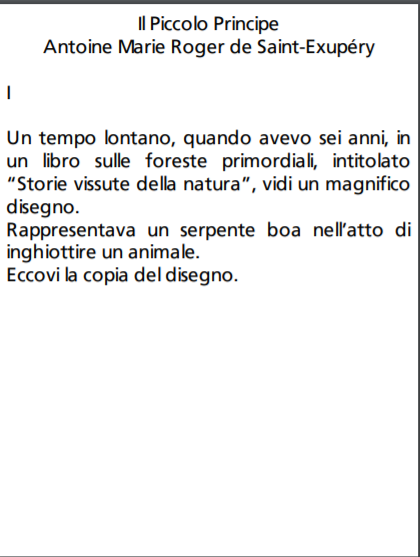 Il Piccolo Principe
Antoine Marie Roger de Saint-Exupéry
I
Un tempo lontano, quando avevo sei anni, in
un libro sulle foreste primordiali, intitolato
“Storie vissute della natura”, vidi un magnifico
disegno.
Rappresentava un serpente boa nell’atto di
inghiottire un animale.
Eccovi la copia del disegno.